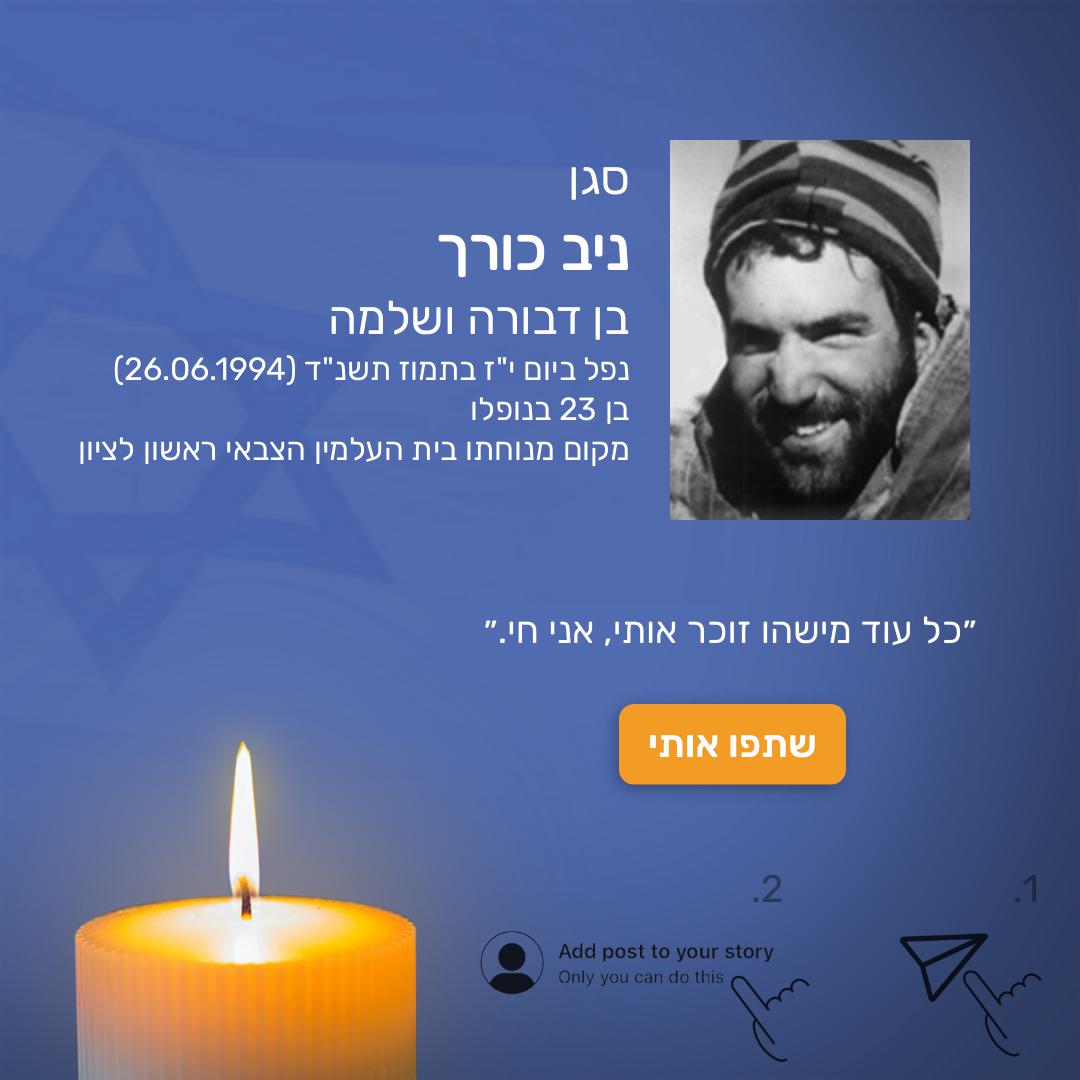 סגן
ניב כורך
בן דבורה ושלמה
נפל ביום י"ז בתמוז תשנ"ד (26.06.1994)
בן 23 בנופלו
מקום מנוחתו בית העלמין הצבאי ראשון לציון
״כל עוד מישהו זוכר אותי, אני חי.״
שתפו אותי
1.
2.
Add post to your story
Only you can do this